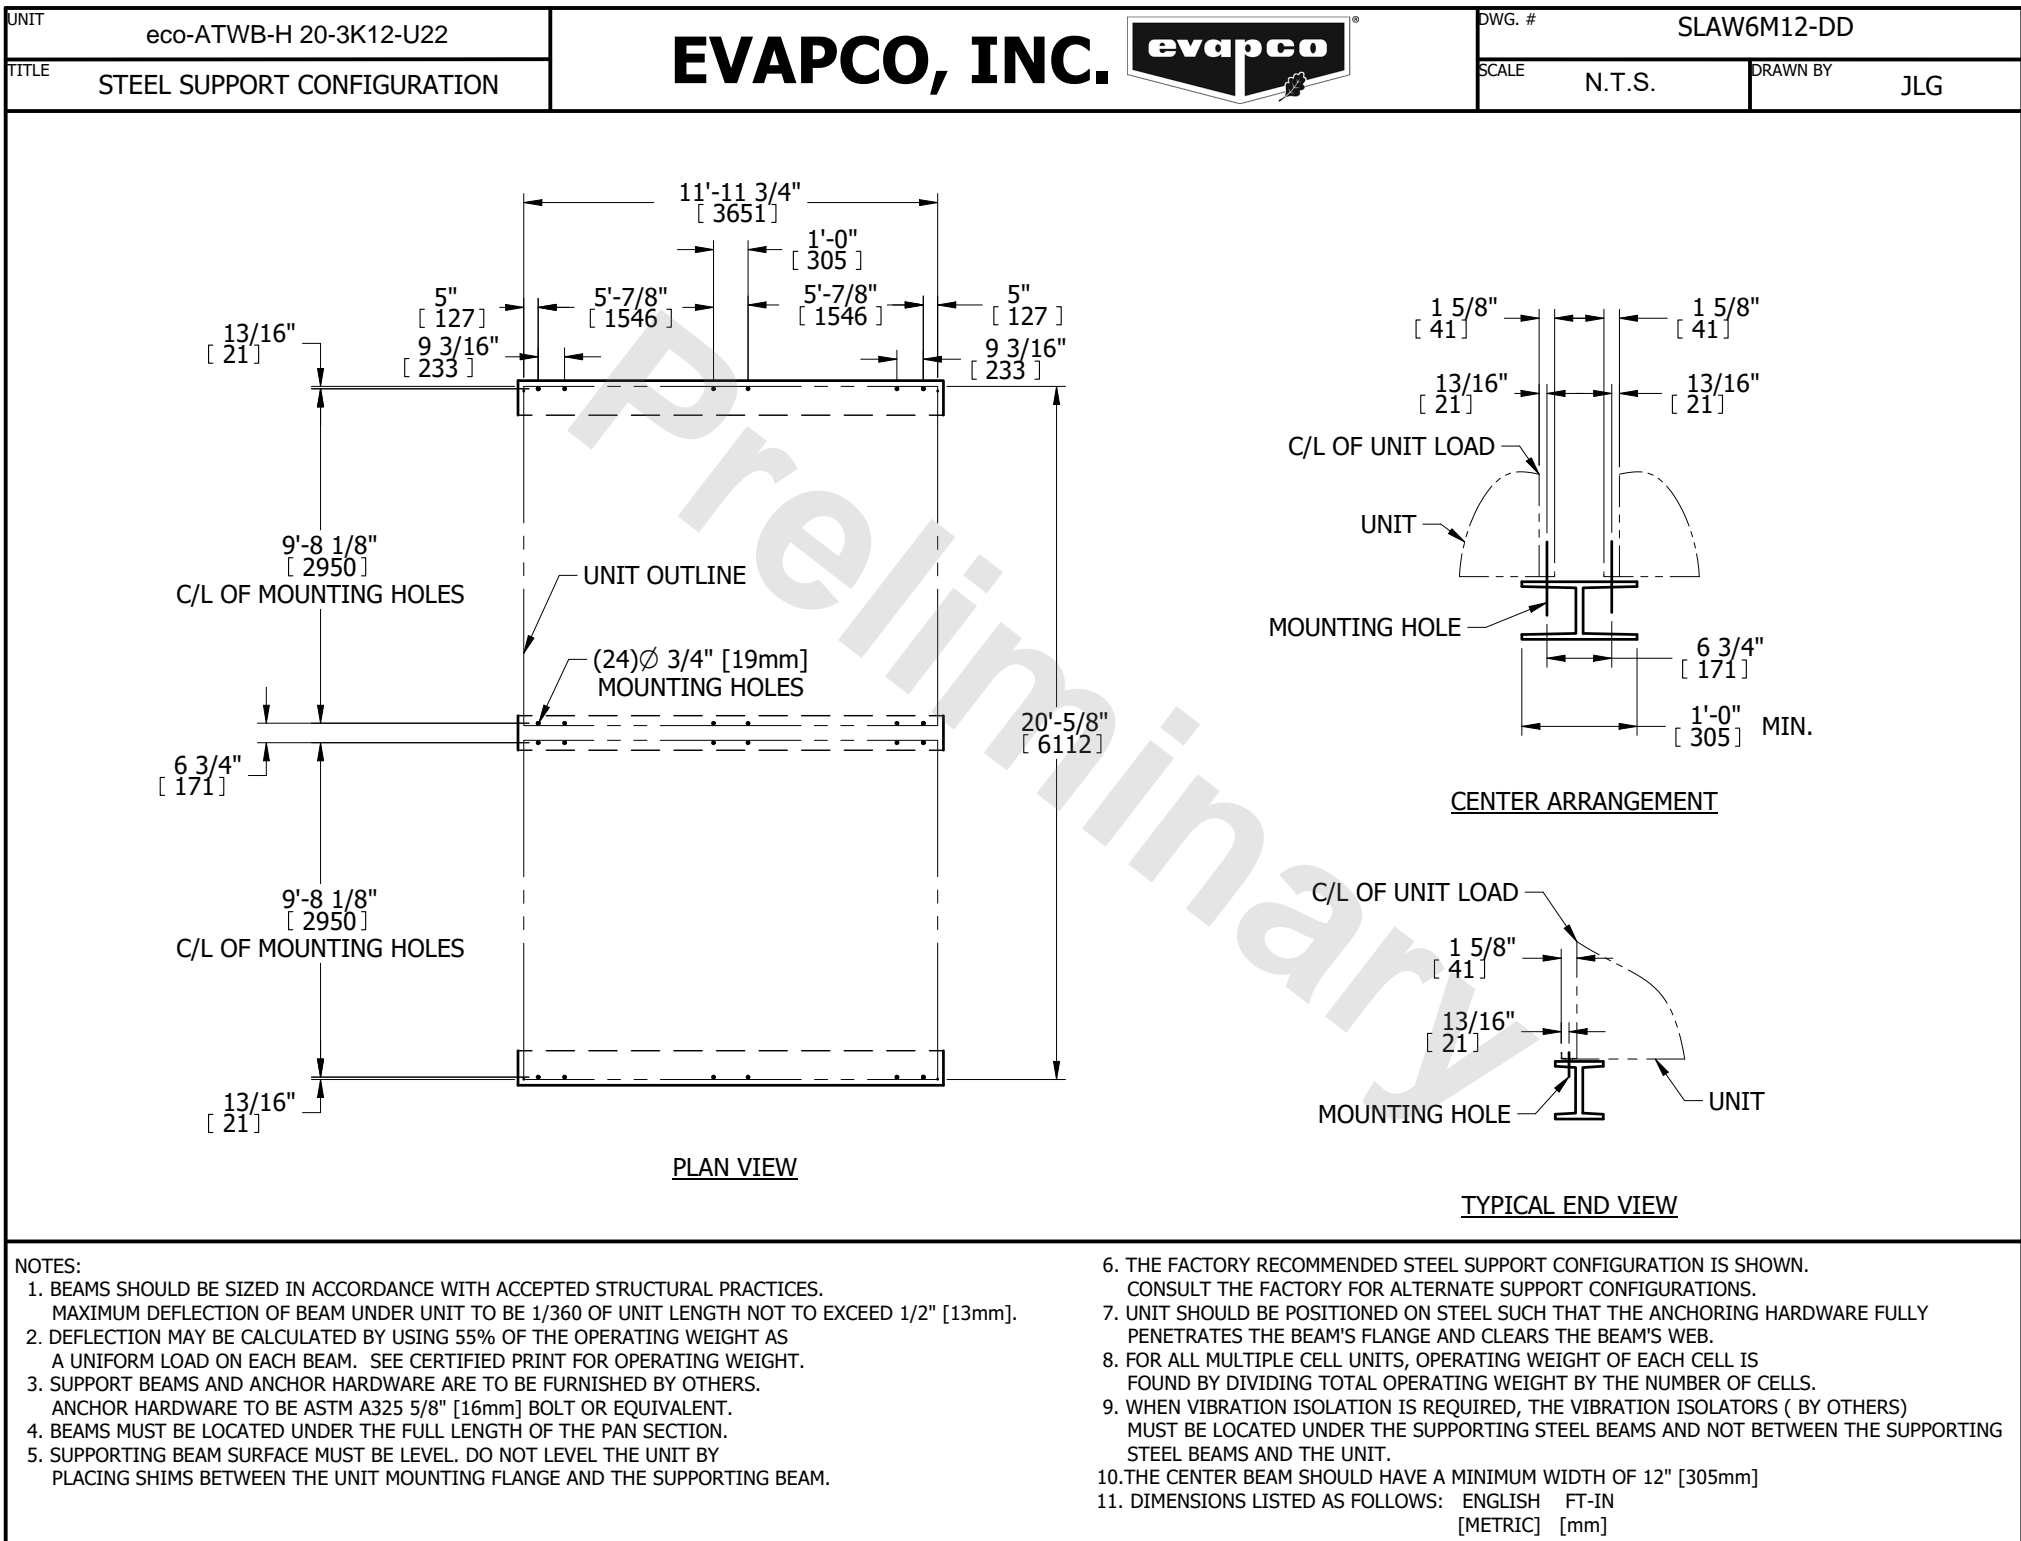 UNIT
eco-ATWB-H 20-3K12-U22
TITLE
STEEL SUPPORT CONFIGURATION
EVAPCO, INC.
evapco
®
DWG. #
SLAW6M12-DD
SCALE
N.T.S.
DRAWN BY
JLG
11'-11 3/4"
[ 3651]
1'-0"
[ 305 ]
5"
[ 127]
5'-7/8"
[ 1546 ]
5'-7/8"
[ 1546 ]
5"
[ 127 ]
13/16"
[ 21]
9 3/16"
[ 233 ]
9 3/16"
[ 233 ]
9'-8 1/8"
[ 2950]
C/L OF MOUNTING HOLES
UNIT OUTLINE
(24)∅ 3/4" [19mm]
MOUNTING HOLES
20'-5/8"
[ 6112]
6 3/4"
[ 171]
9'-8 1/8"
[ 2950]
C/L OF MOUNTING HOLES
13/16"
[ 21]
PLAN VIEW
1 5/8"
[ 41]
1 5/8"
[ 41]
13/16"
[ 21]
13/16"
[ 21]
C/L OF UNIT LOAD
UNIT
MOUNTING HOLE
6 3/4"
[ 171]
1'-0"
[ 305] MIN.
CENTER ARRANGEMENT
C/L OF UNIT LOAD
1 5/8"
[ 41]
13/16"
[ 21]
MOUNTING HOLE
UNIT
TYPICAL END VIEW
Preliminary
NOTES:
1. BEAMS SHOULD BE SIZED IN ACCORDANCE WITH ACCEPTED STRUCTURAL PRACTICES.
MAXIMUM DEFLECTION OF BEAM UNDER UNIT TO BE 1/360 OF UNIT LENGTH NOT TO EXCEED 1/2" [13mm].
2. DEFLECTION MAY BE CALCULATED BY USING 55% OF THE OPERATING WEIGHT AS
A UNIFORM LOAD ON EACH BEAM. SEE CERTIFIED PRINT FOR OPERATING WEIGHT.
3. SUPPORT BEAMS AND ANCHOR HARDWARE ARE TO BE FURNISHED BY OTHERS.
ANCHOR HARDWARE TO BE ASTM A325 5/8" [16mm] BOLT OR EQUIVALENT.
4. BEAMS MUST BE LOCATED UNDER THE FULL LENGTH OF THE PAN SECTION.
5. SUPPORTING BEAM SURFACE MUST BE LEVEL. DO NOT LEVEL THE UNIT BY
PLACING SHIMS BETWEEN THE UNIT MOUNTING FLANGE AND THE SUPPORTING BEAM.
6. THE FACTORY RECOMMENDED STEEL SUPPORT CONFIGURATION IS SHOWN.
CONSULT THE FACTORY FOR ALTERNATE SUPPORT CONFIGURATIONS.
7. UNIT SHOULD BE POSITIONED ON STEEL SUCH THAT THE ANCHORING HARDWARE FULLY
PENETRATES THE BEAM'S FLANGE AND CLEARS THE BEAM'S WEB.
8. FOR ALL MULTIPLE CELL UNITS, OPERATING WEIGHT OF EACH CELL IS
FOUND BY DIVIDING TOTAL OPERATING WEIGHT BY THE NUMBER OF CELLS.
9. WHEN VIBRATION ISOLATION IS REQUIRED, THE VIBRATION ISOLATORS ( BY OTHERS)
MUST BE LOCATED UNDER THE SUPPORTING STEEL BEAMS AND NOT BETWEEN THE SUPPORTING
STEEL BEAMS AND THE UNIT.
10.THE CENTER BEAM SHOULD HAVE A MINIMUM WIDTH OF 12" [305mm]
11. DIMENSIONS LISTED AS FOLLOWS: ENGLISH FT-IN
[METRIC] [mm]